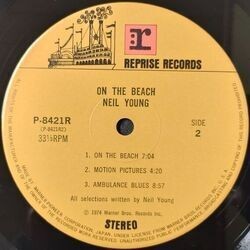 REPRISE RECORDS
ON THE BEACH
NEIL YOUNG
P-8421R
(P-8421R2)
33⅓RPM
SIDE
2
1. ON THE BEACH 7:04
2. MOTION PICTURES 4:20
3. AMBULANCE BLUES 8:57
All selections written by Neil Young
℗ 1974 Warner Bros. Records Inc.
STEREO